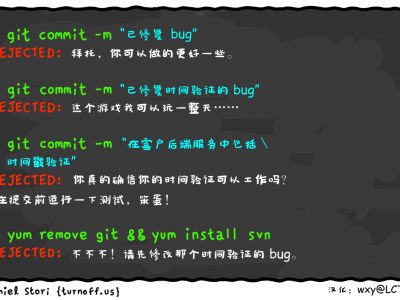 git commit -m "已修复 bug"
EJECTED: 拜托，你可以做的更好一些。
git commit -m "已修复时间验证的 bug"
EJECTED: 这个游戏我可以玩一整天……
git commit -m "在客户后端服务中包括\
时间戳验证"
EJECTED: 你真的确信你的时间验证可以工作吗?
在提交前运行一下测试，笨蛋!
yum remove git && yum install svn
EJECTED: 不不不! 请先修改那个时间验证的 bug。
niel Stori {turnoff.us}
汉化: wxy@LCT